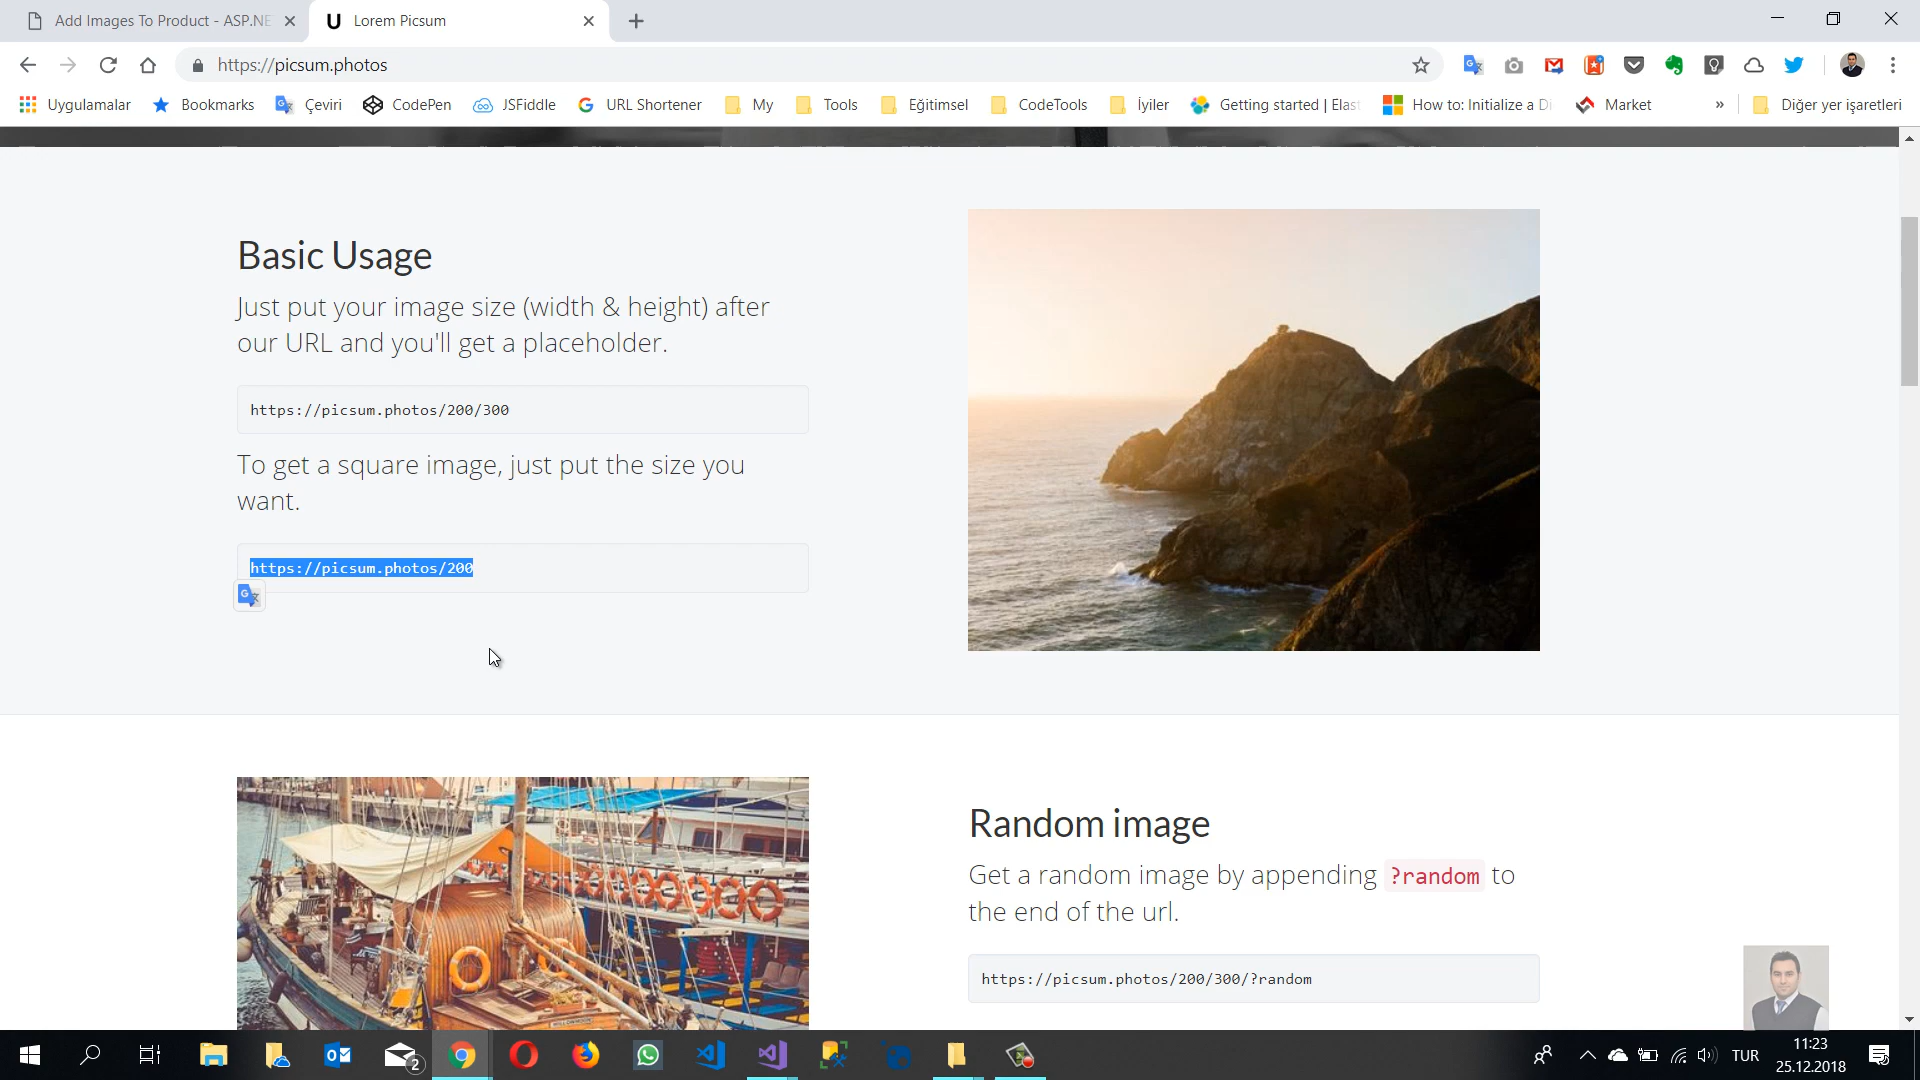 Add Images To Product - ASP.NE
Lorem Picsum
https://picsum.photos
Uygulamalar
Bookmarks
Çeviri
CodePen
JSFiddle
URL Shortener
My
Tools
Eğitimsel
CodeTools
İyiler
Getting started | Elast
How to: Initialize a Di
Market
»
Diğer yer işaretleri
Basic Usage
Just put your image size (width & height) after
our URL and you'll get a placeholder.
https://picsum.photos/200/300
To get a square image, just put the size you
want.
https://picsum.photos/200
Random image
Get a random image by appending ?random to
the end of the url.
https://picsum.photos/200/300/?random
2
TUR
11:23
25.12.2018